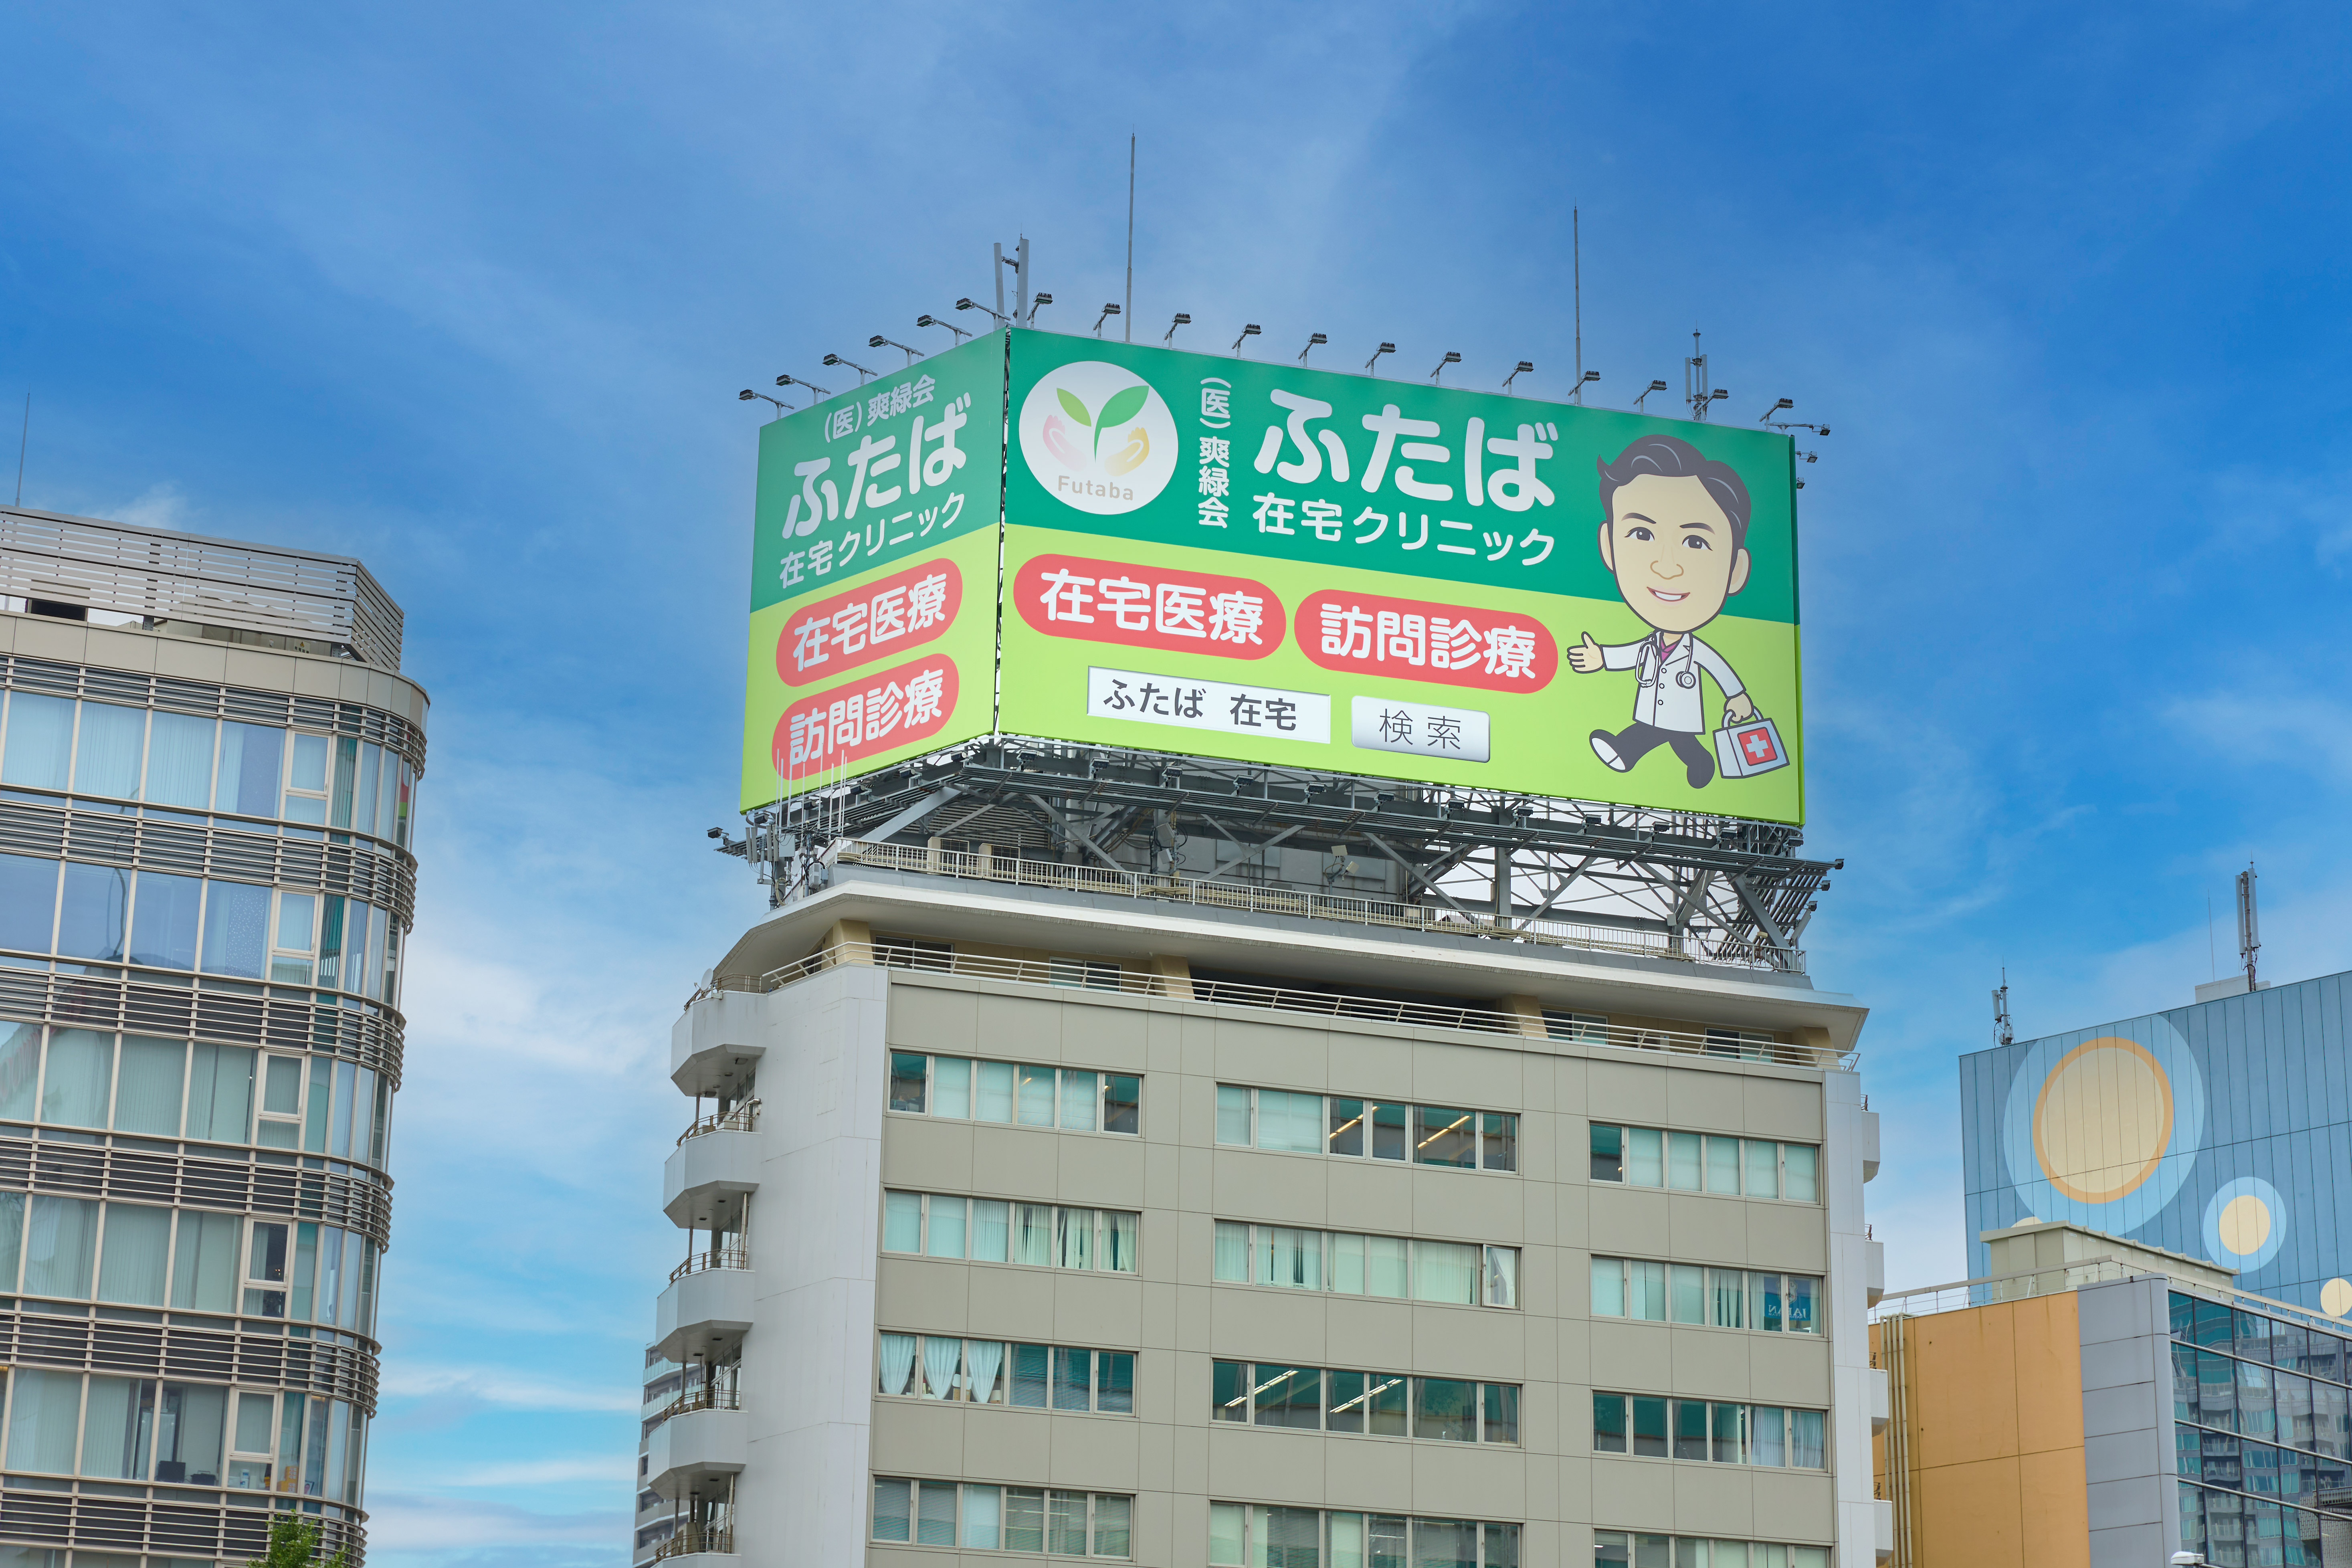 (医)爽緑会
ふたば
在宅クリニック
在宅医療
訪問診療
Futaba
(医)爽緑会
ふたば
在宅クリニック
在宅医療
訪問診療
ふたば 在宅
検索
JAPAN